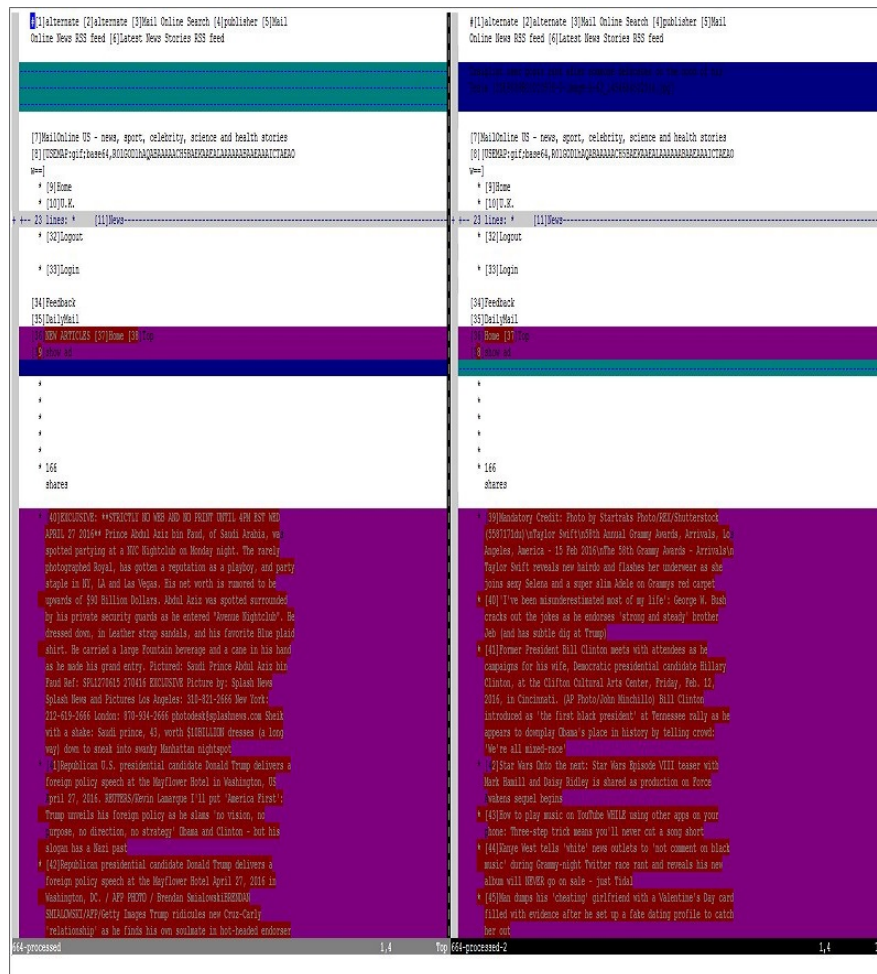 #[1]alternate [2]alternate [3]Mail Online Search [4]publisher [5]Mail
Online News RSS feed [6]Latest News Stories RSS feed
[7]MailOnline US - news, sport, celebrity, science and health stories
w==]
* [9]Home
* [10]U.K.
+ +-- 23 lines: * [11]News
* [32]Logout
* [33]Login
[34]Feedback
[35]DailyMail
NEW ARTICLES [37]Home [38]Top
9 show ad
*
*
*
*
*
* 166
shares
* [40]EXCLUSIVE: **STRICTLY NO WEB AND NO PRINT UNTIL 4PM EST WED
APRIL 27 2016** Prince Abdul Aziz bin Faud, of Saudi Arabia, was
spotted partying at a NYC Nightclub on Monday night. The rarely
photographed Royal, has gotten a reputation as a playboy, and party
staple in NY, LA and Las Vegas. His net worth is rumored to be
upwards of $90 Billion Dollars. Abdul Aziz was spotted surrounded
by his private security guards as he entered "Avenue Nightclub". He
dressed down, in Leather strap sandals, and his favorite Blue plaid
shirt. He carried a large Fountain beverage and a cane in his hand
as he made his grand entry. Pictured: Saudi Prince Abdul Aziz bin
Faud Ref: SPL1270615 270416 EXCLUSIVE Picture by: Splash News
Splash News and Pictures Los Angeles: 310-821-2666 New York:
212-619-2666 London: 870-934-2666 photodesk@splashnews.com Sheik
with a shake: Saudi prince, 43, worth $10BILLION dresses (a long
way) down to sneak into swanky Manhattan nightspot
* [41]Republican U.S. presidential candidate Donald Trump delivers a
foreign policy speech at the Mayflower Hotel in Washington, US
April 27, 2016. REUTERS/Kevin Lamarque I'll put 'America First':
Trump unveils his foreign policy as he slams 'no vision, no
purpose, no direction, no strategy' Obama and Clinton - but his
slogan has a Nazi past
* [42]Republican presidential candidate Donald Trump delivers a
foreign policy speech at the Mayflower Hotel April 27, 2016 in
Washington, DC. / AFP PHOTO / Brendan SmialowskiBRENDAN
SMIALOWSKI/AFP/Getty Images Trump ridicules new Cruz-Carly
'relationship' as he finds his own soulmate in hot-headed endorser
664-processed 1,4 Top
#[1]alternate [2]alternate [3]Mail Online Search [4]publisher [5]Mail
Online News RSS feed [6]Latest News Stories RSS feed
[7]MailOnline US - news, sport, celebrity, science and health stories
w==]
* [9]Home
* [10]U.K.
+ +-- 23 lines: * [11]News
* [32]Logout
* [33]Login
[34]Feedback
[35]DailyMail
Home [37]Top
8 show ad
*
*
*
*
*
* 166
shares
* [39]Mandatory Credit: Photo by Startraks Photo/REX/Shutterstock
(5587171du)\nTaylor Swift\n58th Annual Grammy Awards, Arrivals, Los
Angeles, America - 15 Feb 2016\nThe 58th Grammy Awards - Arrivals\n
Taylor Swift reveals new hairdo and flashes her underwear as she
joins sexy Selena and a super slim Adele on Grammys red carpet
* [40]'I've been misunderestimated most of my life': George W. Bush
cracks out the jokes as he endorses 'strong and steady' brother
Jeb (and has subtle dig at Trump)
* [41]Former President Bill Clinton meets with attendees as he
campaigns for his wife, Democratic presidential candidate Hillary
Clinton, at the Clifton Cultural Arts Center, Friday, Feb. 12,
2016, in Cincinnati. (AP Photo/John Minchillo) Bill Clinton
introduced as 'the first black president' at Tennessee rally as he
appears to downplay Obama's place in history by telling crowd:
'We're all mixed-race'
* [42]Star Wars Onto the next: Star Wars Episode VIII teaser with
Mark Hamill and Daisy Ridley is shared as production on Force
Awakens sequel begins
* [43]How to play music on YouTube WHILE using other apps on your
phone: Three-step trick means you'll never cut a song short
* [44]Kanye West tells 'white' news outlets to 'not comment on black
music' during Grammy-night Twitter race rant and reveals his new
album will NEVER go on sale - just Tidal
* [45]Man dumps his 'cheating' girlfriend with a Valentine's Day card
filled with evidence after he set up a fake dating profile to catch
her out
664-processed-2 1,4